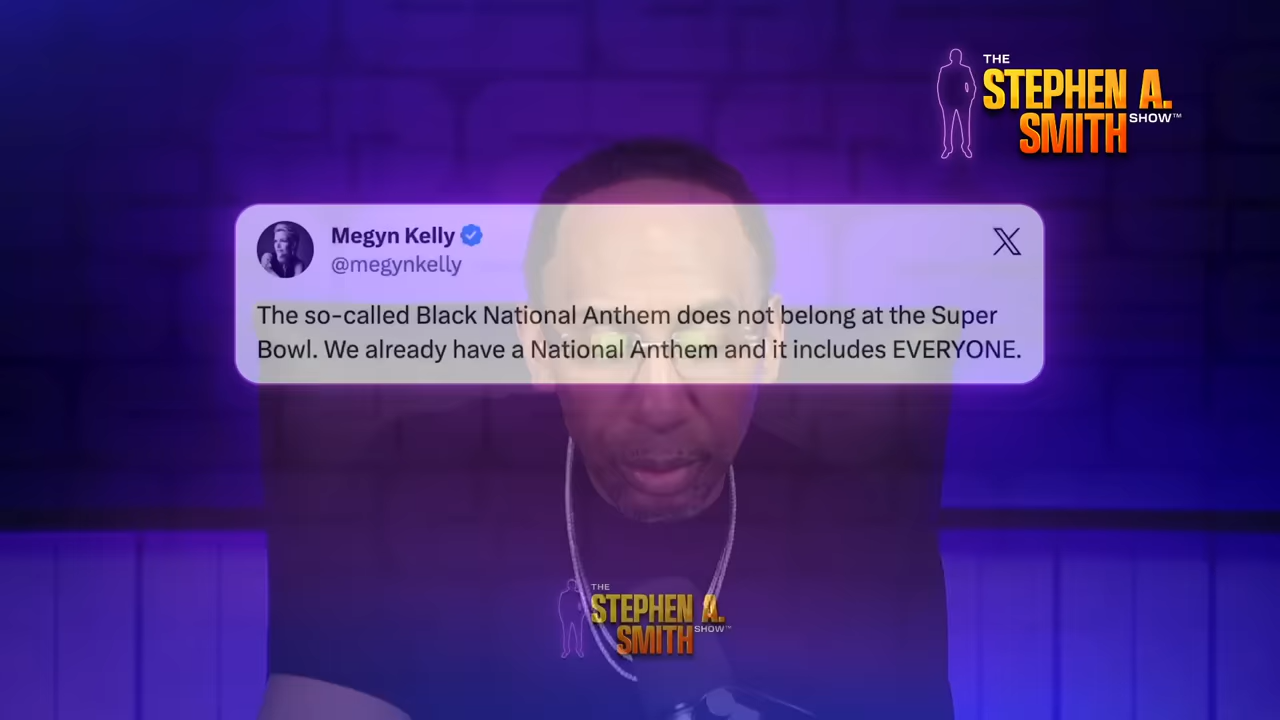 THE
STEPHEN A.
SMITH SHOW™
Megyn Kelly
@megynkelly
The so-called Black National Anthem does not belong at the Super
Bowl. We already have a National Anthem and it includes EVERYONE.
THE
STEPHEN A.
SMITH SHOW™